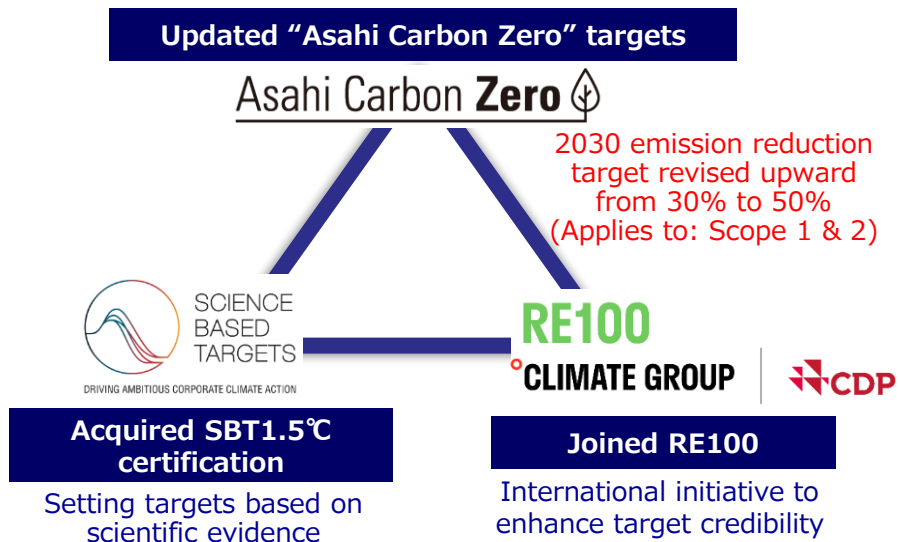 Updated “Asahi Carbon Zero” targets
Asahi Carbon Zero
2030 emission reduction
target revised upward
from 30% to 50%
(Applies to: Scope 1 & 2)
SCIENCE
BASED
TARGETS
DRIVING AMBITIOUS CORPORATE CLIMATE ACTION
RE100
°CLIMATE GROUP
CDP
Acquired SBT1.5℃
certification
Setting targets based on
scientific evidence
Joined RE100
International initiative to
enhance target credibility